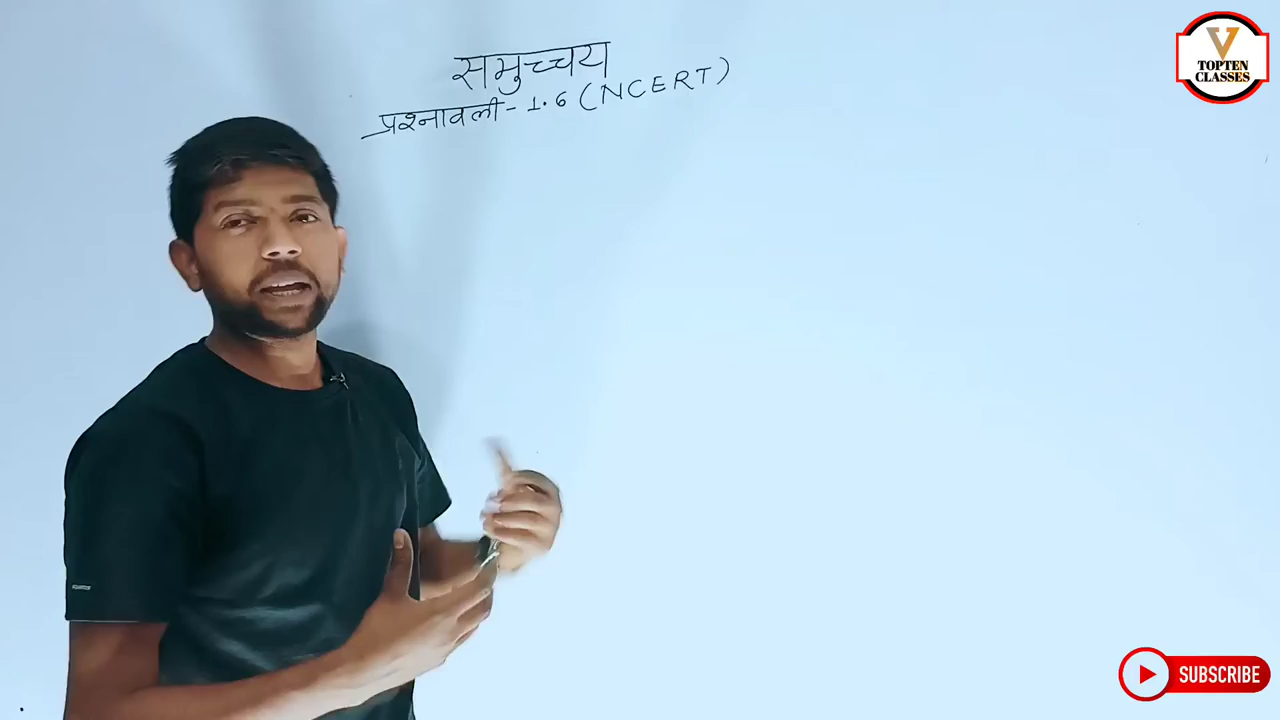 समुच्चय
प्रश्नावली - 1.6 (NCERT)
V
TOPTEN
CLASSES
SUBSCRIBE